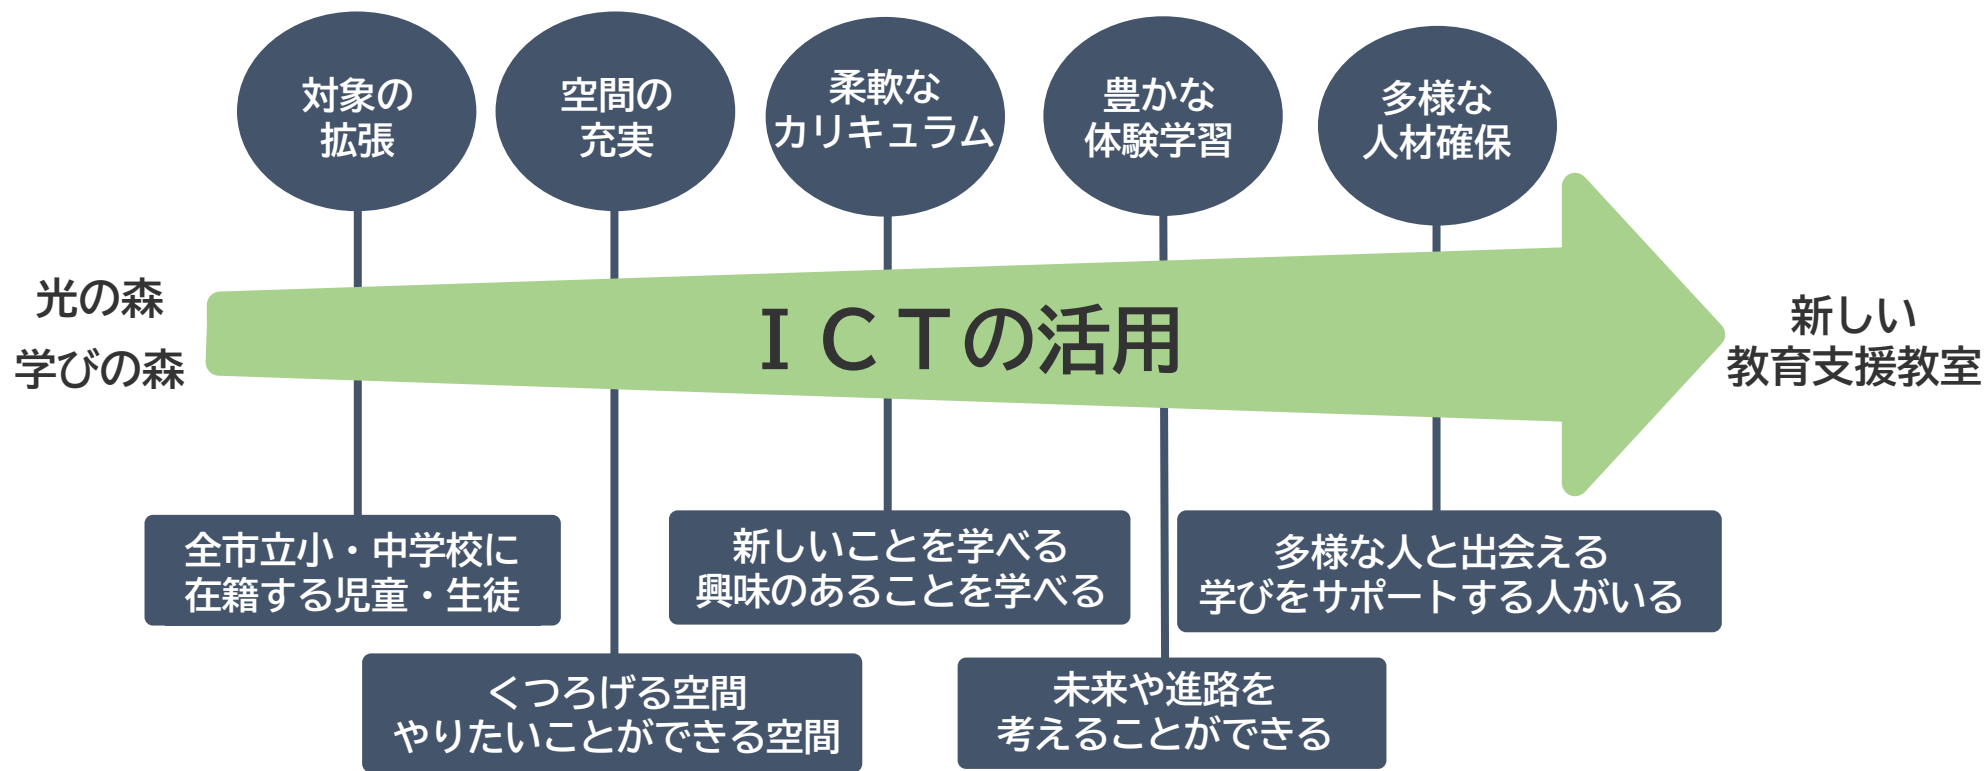 対象の
拡張
空間の
充実
柔軟な
カリキュラム
豊かな
体験学習
多様な
人材確保
光の森
学びの森
ＩＣＴの活用
新しい
教育支援教室
全市立小・中学校に
在籍する児童・生徒
新しいことを学べる
興味のあることを学べる
多様な人と出会える
学びをサポートする人がいる
くつろげる空間
やりたいことができる空間
未来や進路を
考えることができる